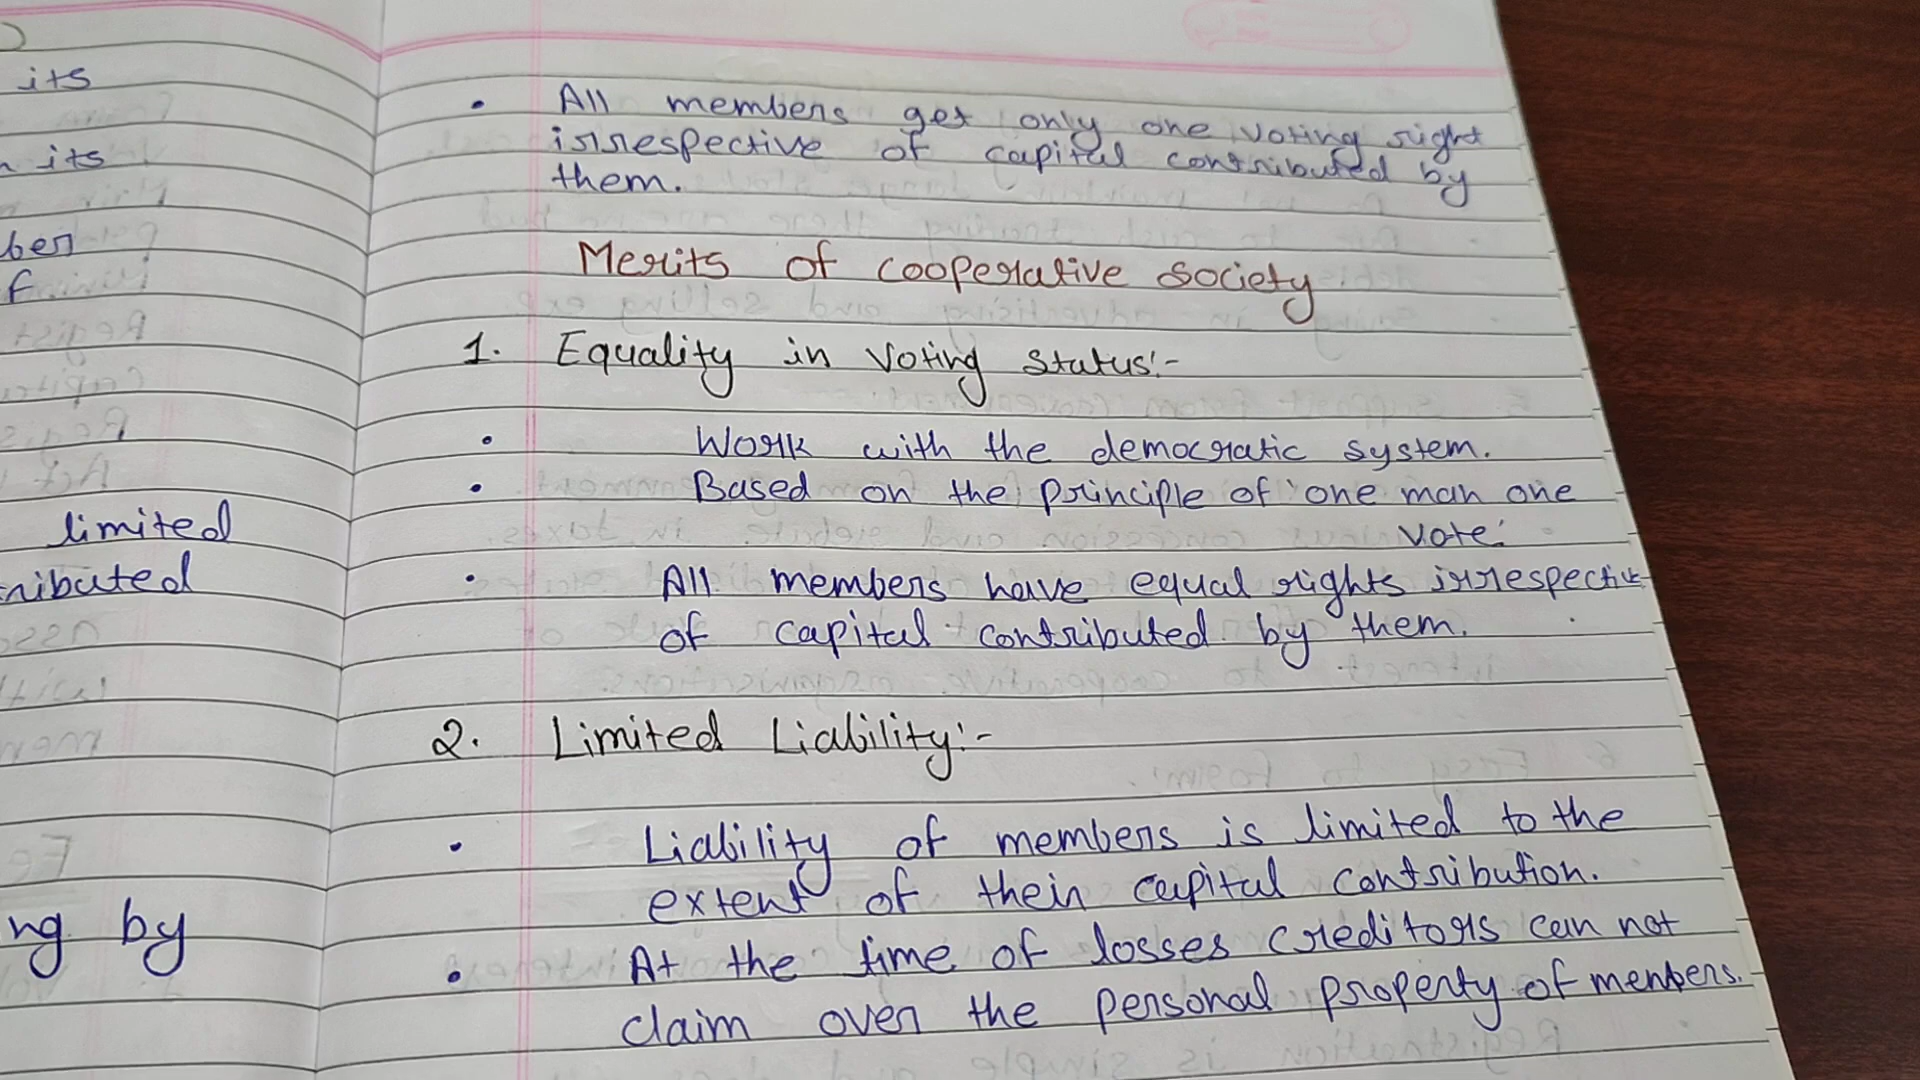 its
its
ber
f
limited
ributed
ng by
• All members get only one voting right
irrespective of capital contributed by
them.
Merits of cooperative society
1. Equality in voting status:-
• Work with the democratic system.
• Based on the principle of 'one man one
vote'.
• All members have equal rights irrespective
of capital contributed by them.
2. Limited Liability:-
• Liability of members is limited to the
extent of their capital contribution.
• At the time of losses creditors can not
claim over the personal property of members.